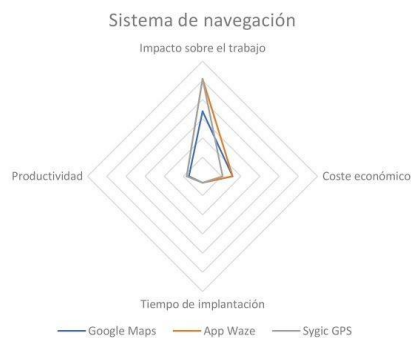 Sistema de navegación
Impacto sobre el trabajo
Productividad
Coste económico
Tiempo de implantación
Google Maps
App Waze
Sygic GPS